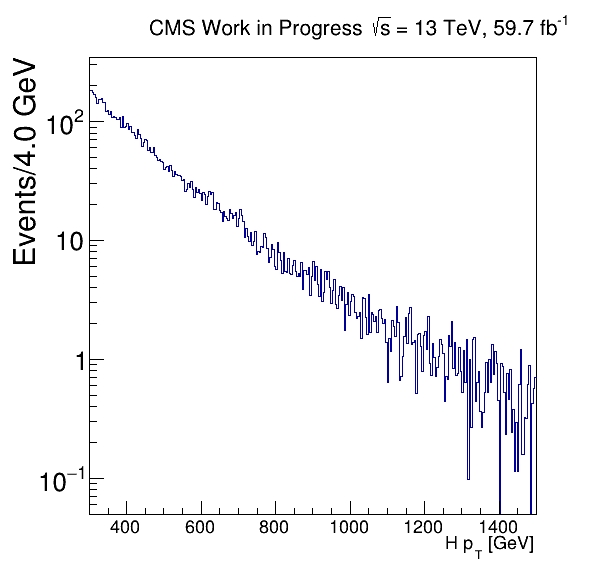 CMS Work in Progress √s = 13 TeV, 59.7 fb⁻¹
Events/4.0 GeV
10²
10
1
10⁻¹
400 600 800 1000 1200 1400
H p_T [GeV]